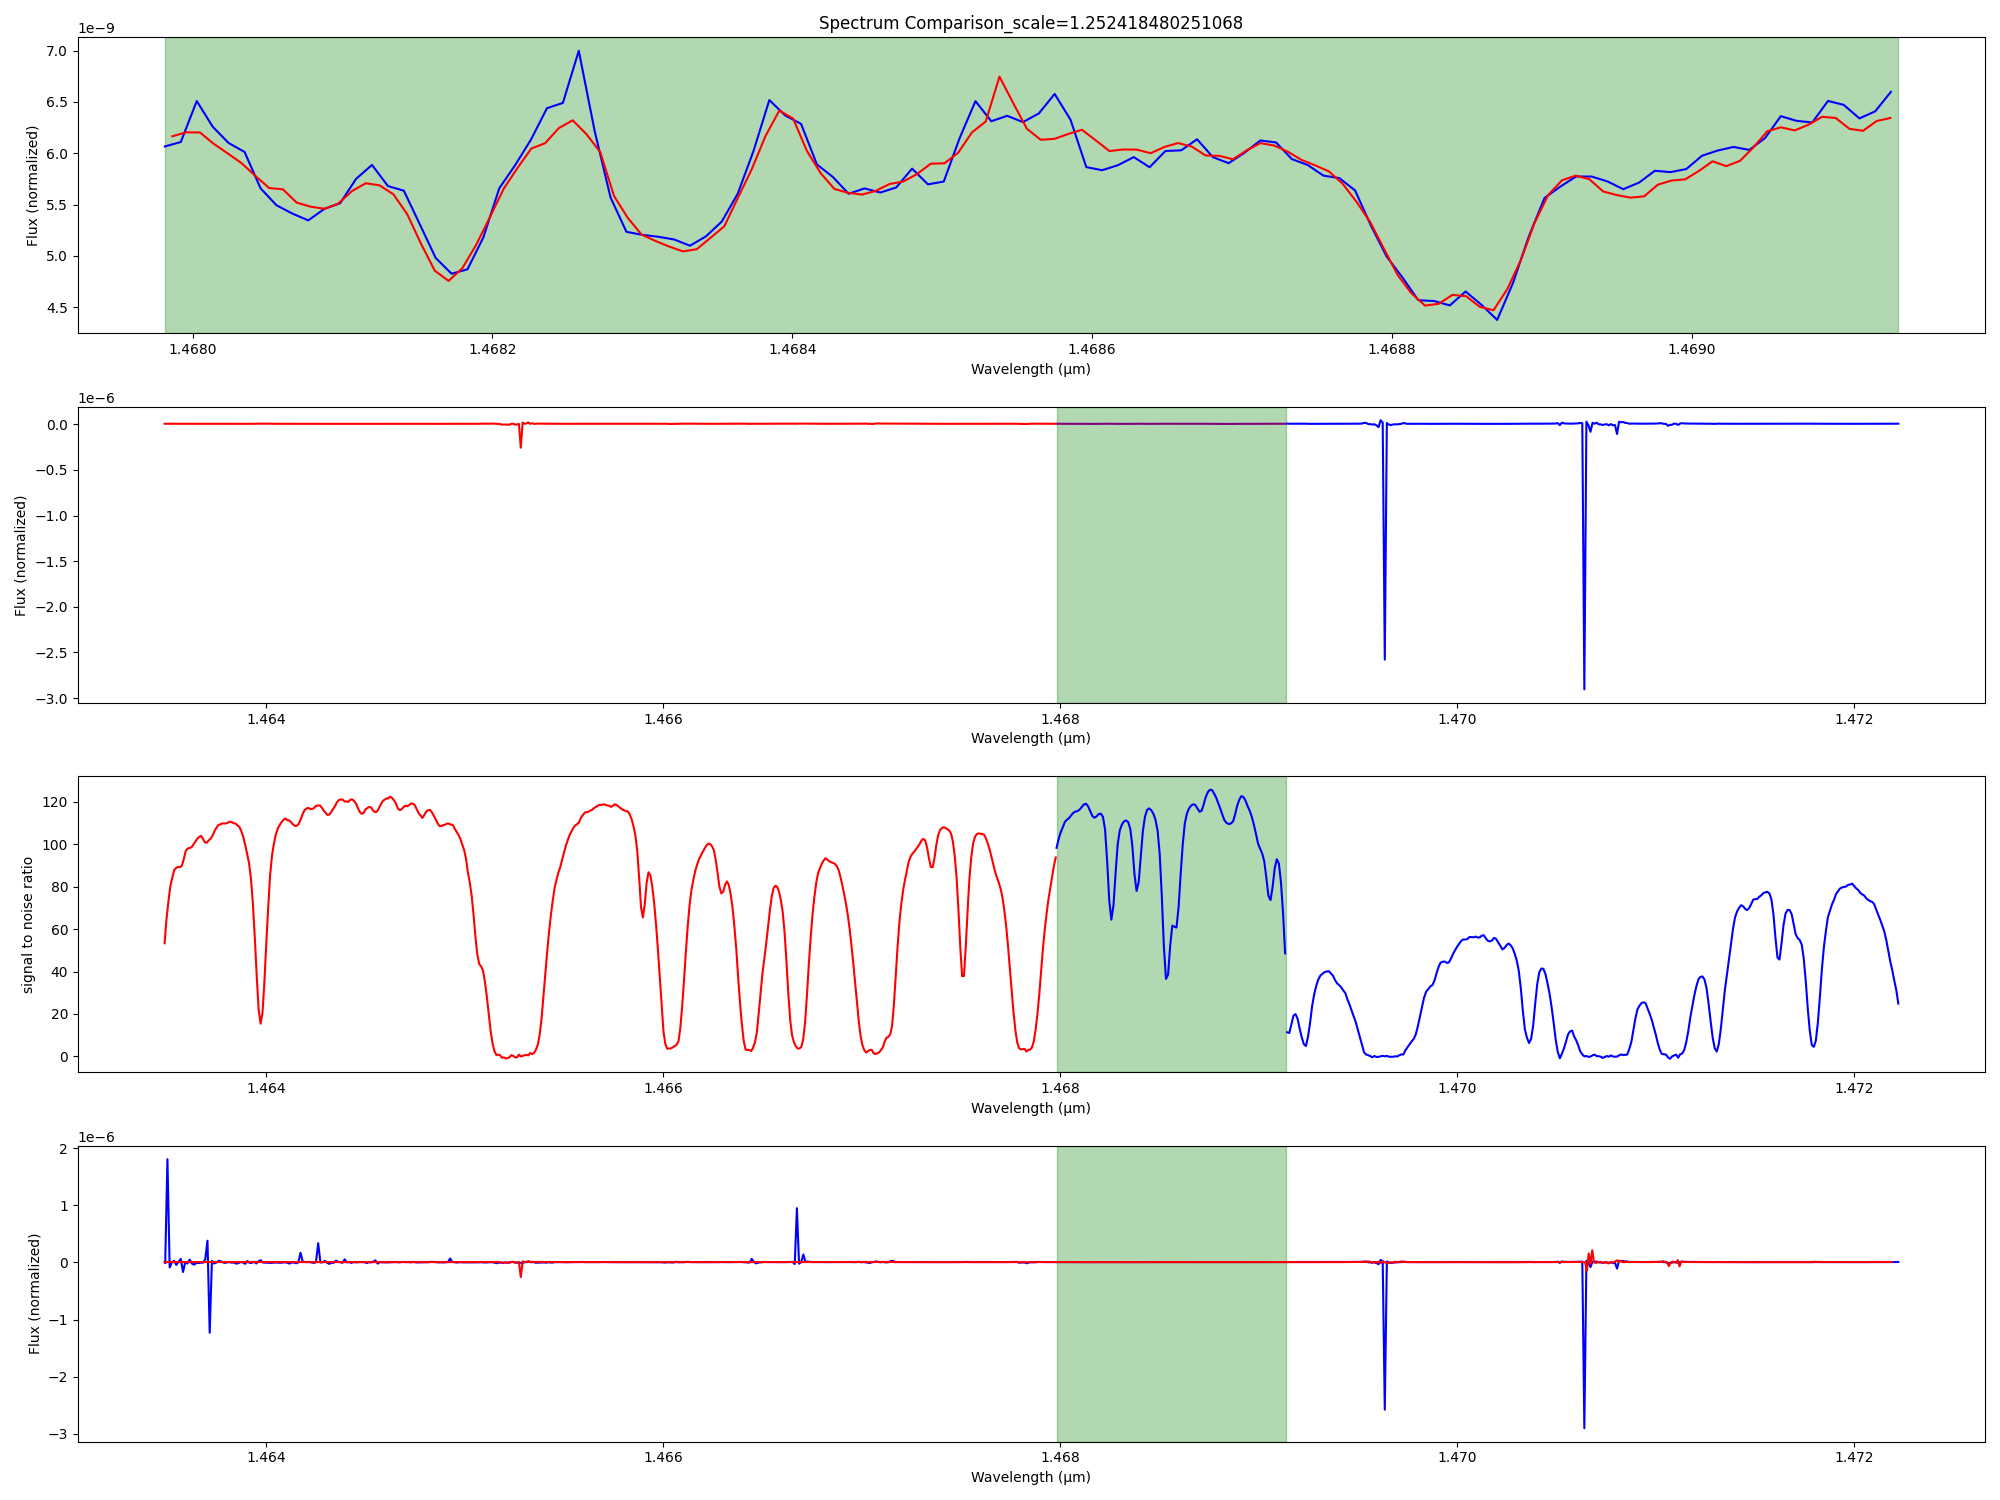 Spectrum Comparison_scale=1.252418480251068
1e−9
7.0
6.5
6.0
5.5
5.0
4.5
Flux (normalized)
1.4680 1.4682 1.4684 1.4686 1.4688 1.4690
Wavelength (μm)
1e−6
0.0
−0.5
−1.0
−1.5
−2.0
−2.5
−3.0
Flux (normalized)
1.464 1.466 1.468 1.470 1.472
Wavelength (μm)
120
100
80
60
40
20
0
signal to noise ratio
1.464 1.466 1.468 1.470 1.472
Wavelength (μm)
1e−6
2
1
0
−1
−2
−3
Flux (normalized)
1.464 1.466 1.468 1.470 1.472
Wavelength (μm)